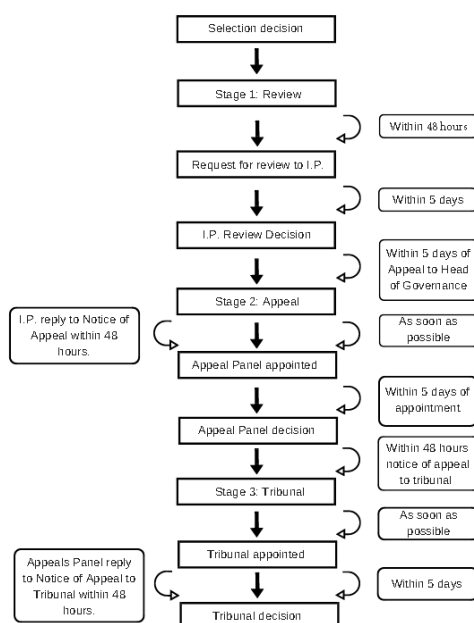 Selection decision
Stage 1: Review
Within 48 hours
Request for review to I.P.
Within 5 days
I.P. Review Decision
Within 5 days of
Appeal to Head
of Governance
Stage 2: Appeal
I.P. reply to Notice of
Appeal within 48
hours.
As soon as
possible
Appeal Panel appointed
Within 5 days of
appointment
Appeal Panel decision
Within 48 hours
notice of appeal
to tribunal
Stage 3: Tribunal
As soon as
possible
Tribunal appointed
Appeals Panel reply
to Notice of Appeal to
Tribunal within 48
hours.
Within 5 days
Tribunal decision